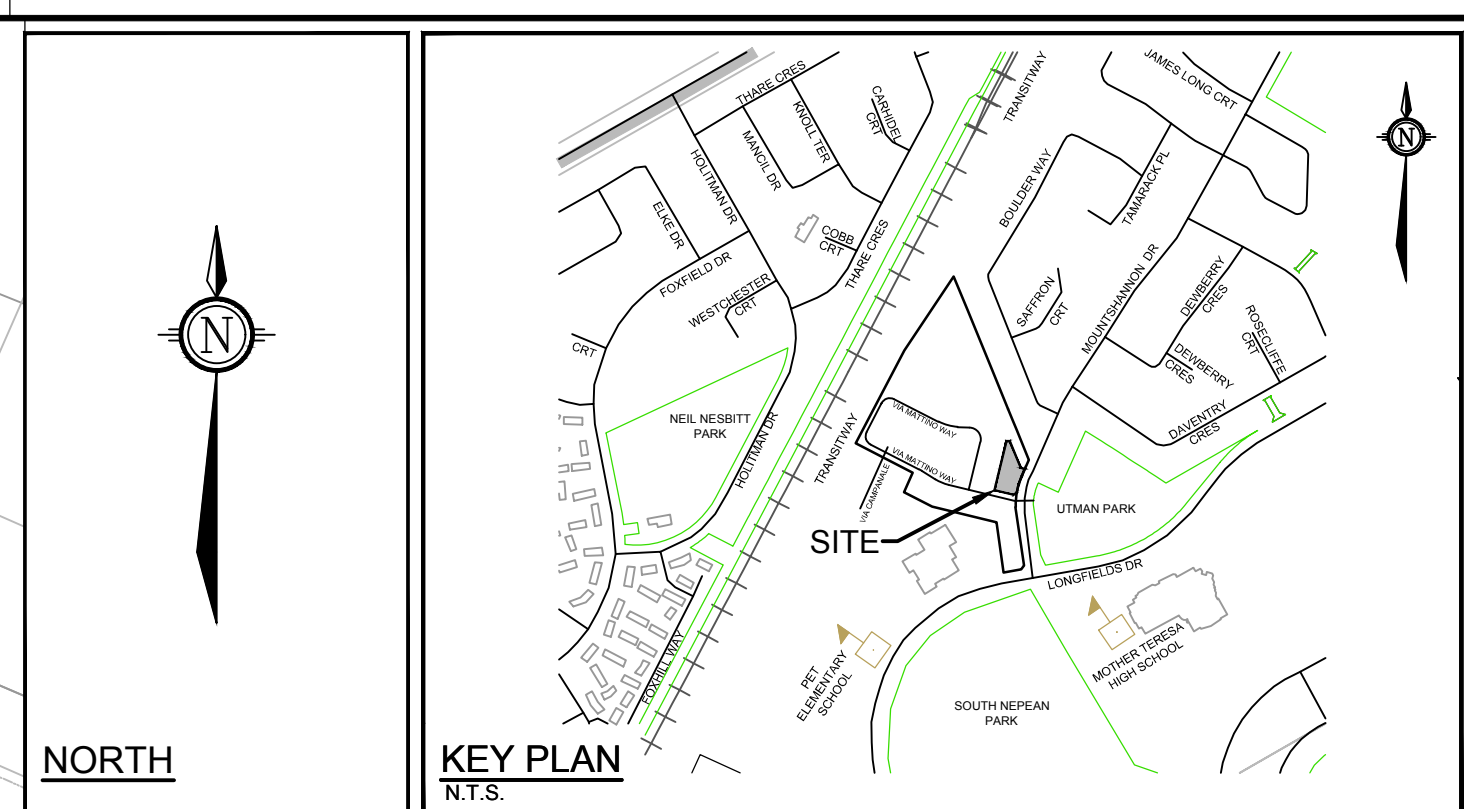 N
NORTH
THARE CRES
KNOLL TER
MANCIL DR
CARHIDEL
CRT
HOLITMAN DR
ELKE DR
COBB
CRT
FOXFIELD DR
WESTCHESTER
CRT
THARE CRES
TRANSITWAY
JAMES LONG CRT
BOULDER WAY
TAMARACK PL
SAFFRON
CRT
MOUNTSHANNON DR
DEWBERRY
CRES
DEWBERRY
CRES
ROSECLIFFE
CRT
DAVENTRY
CRES
CRT
NEIL NESBITT
PARK
HOLITMAN DR
TRANSITWAY
VIA MATTINO WAY
VIA MATTINO WAY
VIA CAMPANALE
SITE
UTMAN PARK
LONGFIELDS DR
FOXHILL WAY
PET
ELEMENTARY
SCHOOL
MOTHER TERESA
HIGH SCHOOL
SOUTH NEPEAN
PARK
N
KEY PLAN
N.T.S.